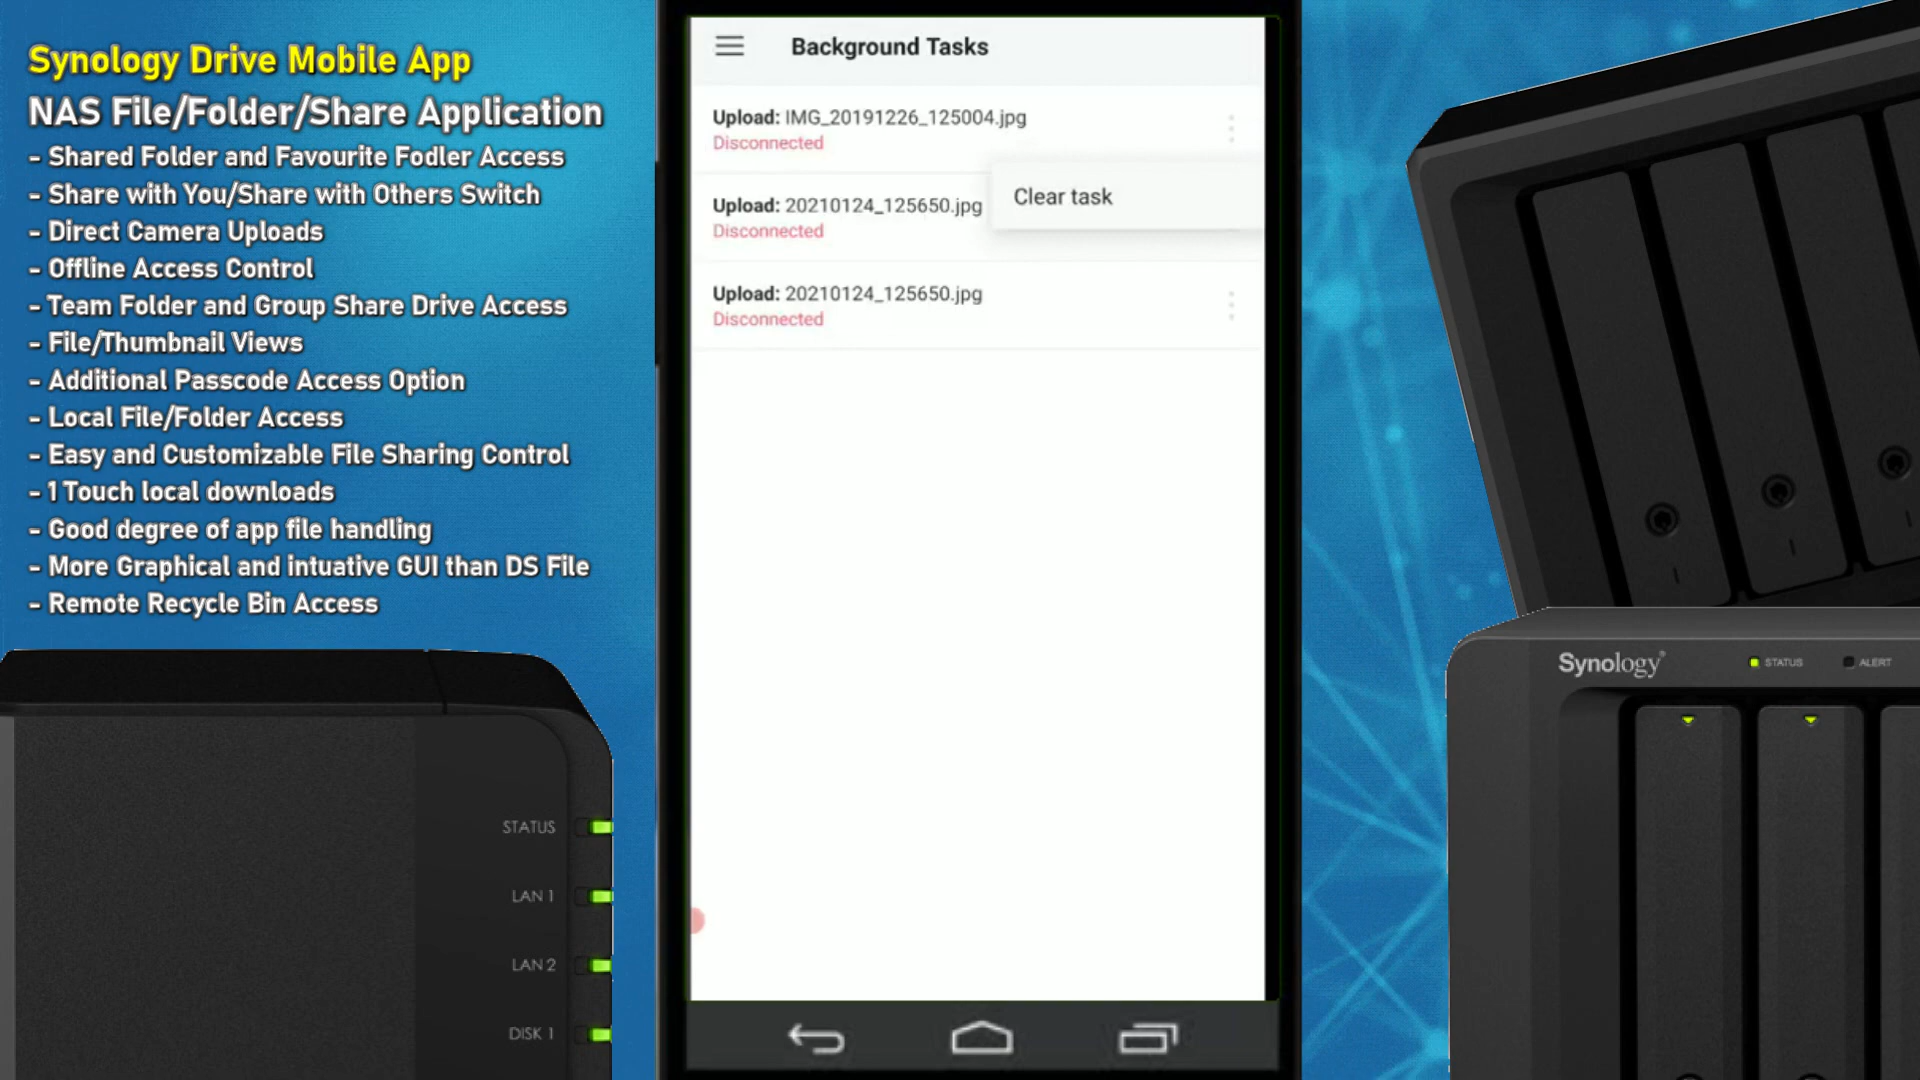 Synology Drive Mobile App
NAS File/Folder/Share Application
- Shared Folder and Favourite Fodler Access
- Share with You/Share with Others Switch
- Direct Camera Uploads
- Offline Access Control
- Team Folder and Group Share Drive Access
- File/Thumbnail Views
- Additional Passcode Access Option
- Local File/Folder Access
- Easy and Customizable File Sharing Control
- 1 Touch local downloads
- Good degree of app file handling
- More Graphical and intuative GUI than DS File
- Remote Recycle Bin Access
STATUS
LAN 1
LAN 2
DISK 1
Background Tasks
Upload: IMG_20191226_125004.jpg
Disconnected
Clear task
Upload: 20210124_125650.jpg
Disconnected
Upload: 20210124_125650.jpg
Disconnected
Synology®
STATUS
ALERT